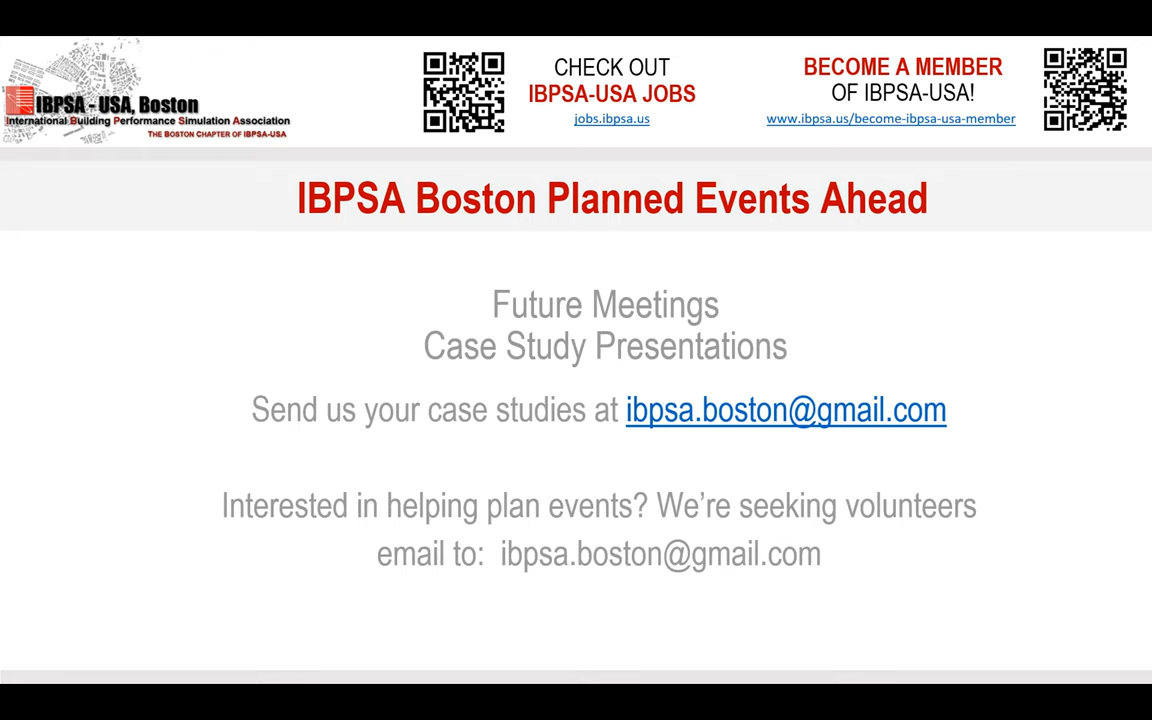 IBPSA - USA, Boston
International Building Performance Simulation Association
THE BOSTON CHAPTER OF IBPSA-USA
CHECK OUT
IBPSA-USA JOBS
jobs.ibpsa.us
BECOME A MEMBER
OF IBPSA-USA!
www.ibpsa.us/become-ibpsa-usa-member
IBPSA Boston Planned Events Ahead
Future Meetings
Case Study Presentations
Send us your case studies at ibpsa.boston@gmail.com
Interested in helping plan events? We’re seeking volunteers
email to: ibpsa.boston@gmail.com